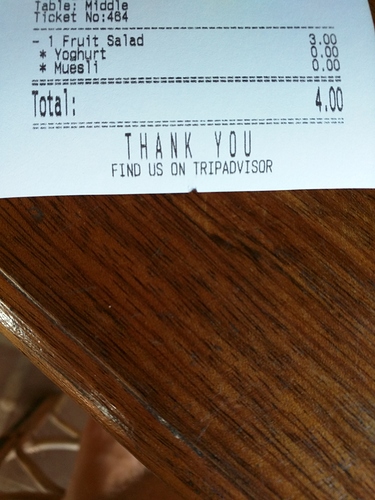 Table: Middle
Ticket No:464
- 1 Fruit Salad 3.00
* Yoghurt 0.00
* Muesli 0.00
Total: 4.00
THANK YOU
FIND US ON TRIPADVISOR